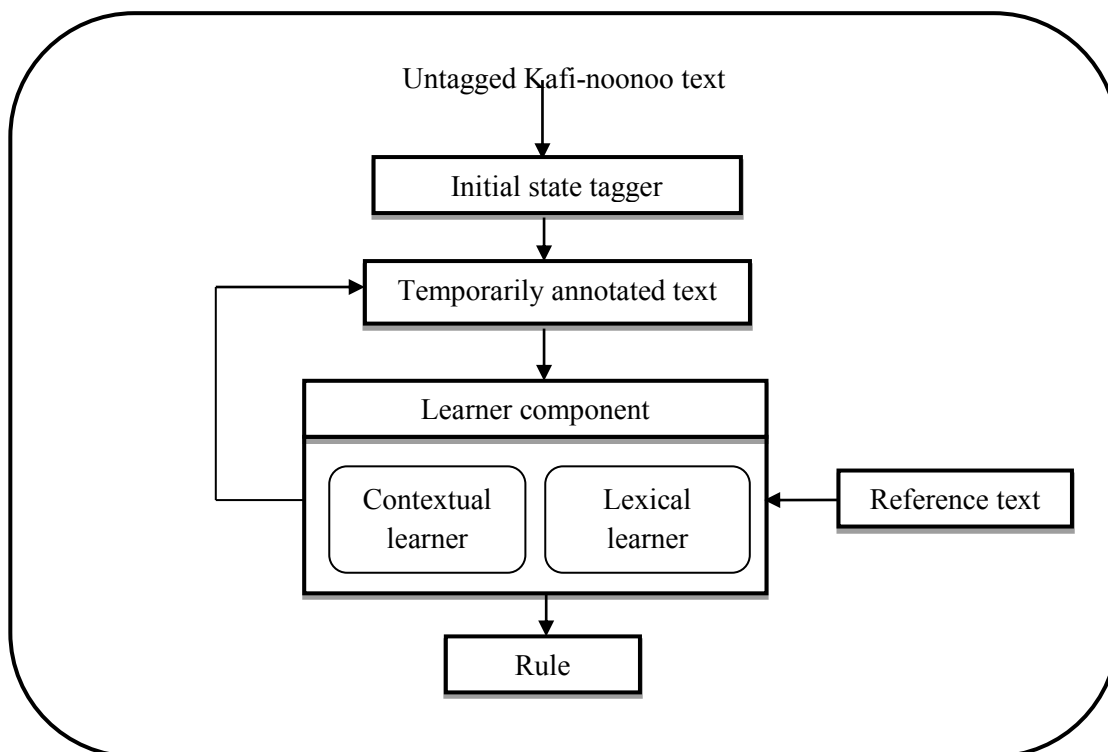 Untagged Kafi-noonoo text
Initial state tagger
Temporarily annotated text
Learner component
Contextual
learner
Lexical
learner
Reference text
Rule